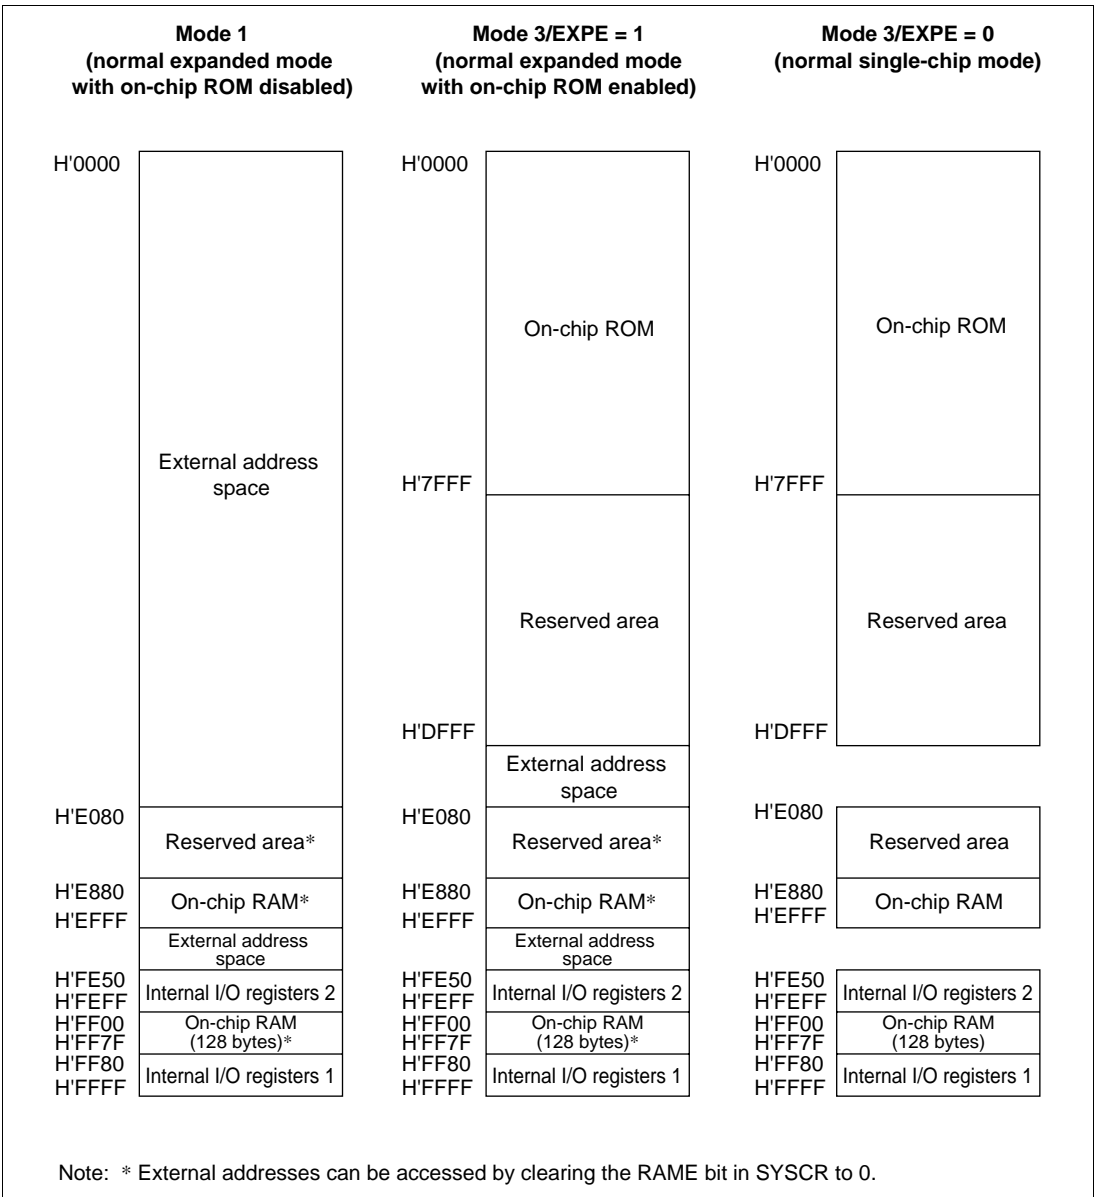 Mode 1
(normal expanded mode
with on-chip ROM disabled)
H'0000
External address
space
H'E080
Reserved area*
H'E880
On-chip RAM*
H'EFFF
External address
space
H'FE50
Internal I/O registers 2
H'FEFF
H'FF00
On-chip RAM
(128 bytes)*
H'FF7F
H'FF80
Internal I/O registers 1
H'FFFF
Mode 3/EXPE = 1
(normal expanded mode
with on-chip ROM enabled)
H'0000
On-chip ROM
H'7FFF
Reserved area
H'DFFF
External address
space
H'E080
Reserved area*
H'E880
On-chip RAM*
H'EFFF
External address
space
H'FE50
Internal I/O registers 2
H'FEFF
H'FF00
On-chip RAM
(128 bytes)*
H'FF7F
H'FF80
Internal I/O registers 1
H'FFFF
Mode 3/EXPE = 0
(normal single-chip mode)
H'0000
On-chip ROM
H'7FFF
Reserved area
H'DFFF
H'E080
Reserved area
H'E880
On-chip RAM
H'EFFF
H'FE50
Internal I/O registers 2
H'FEFF
H'FF00
On-chip RAM
(128 bytes)
H'FF7F
H'FF80
Internal I/O registers 1
H'FFFF
Note: * External addresses can be accessed by clearing the RAME bit in SYSCR to 0.